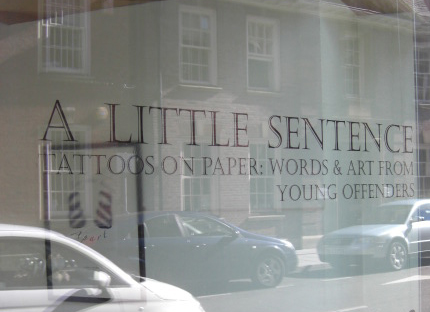 A LITTLE SENTENCE
TATTOOS ON PAPER: WORDS & ART FROM
YOUNG OFFENDERS